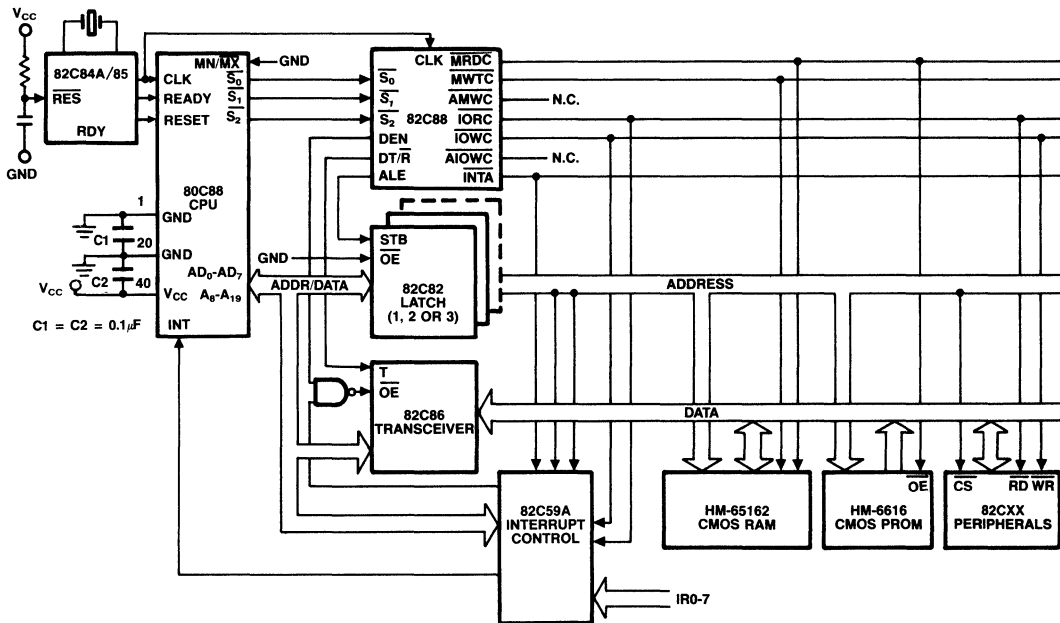 VCC
82C84A/85
RES
RDY
GND
MN/MX
GND
CLK
S0
READY
S1
RESET
S2
80C88
CPU
1
GND
C1
20
GND
C2
40
VCC
VCC
AD0-AD7
A8-A19
INT
C1 = C2 = 0.1μF
CLK
MRDC
S0
MWTC
S1
AMWC
N.C.
S2
82C88
IORC
DEN
IOWC
DT/R
AIOWC
N.C.
ALE
INTA
STB
GND
OE
ADDR/DATA
82C82
LATCH
(1, 2 OR 3)
ADDRESS
T
OE
82C86
TRANSCEIVER
DATA
82C59A
INTERRUPT
CONTROL
IR0-7
HM-65162
CMOS RAM
OE
HM-6616
CMOS PROM
CS
RD
WR
82CXX
PERIPHERALS